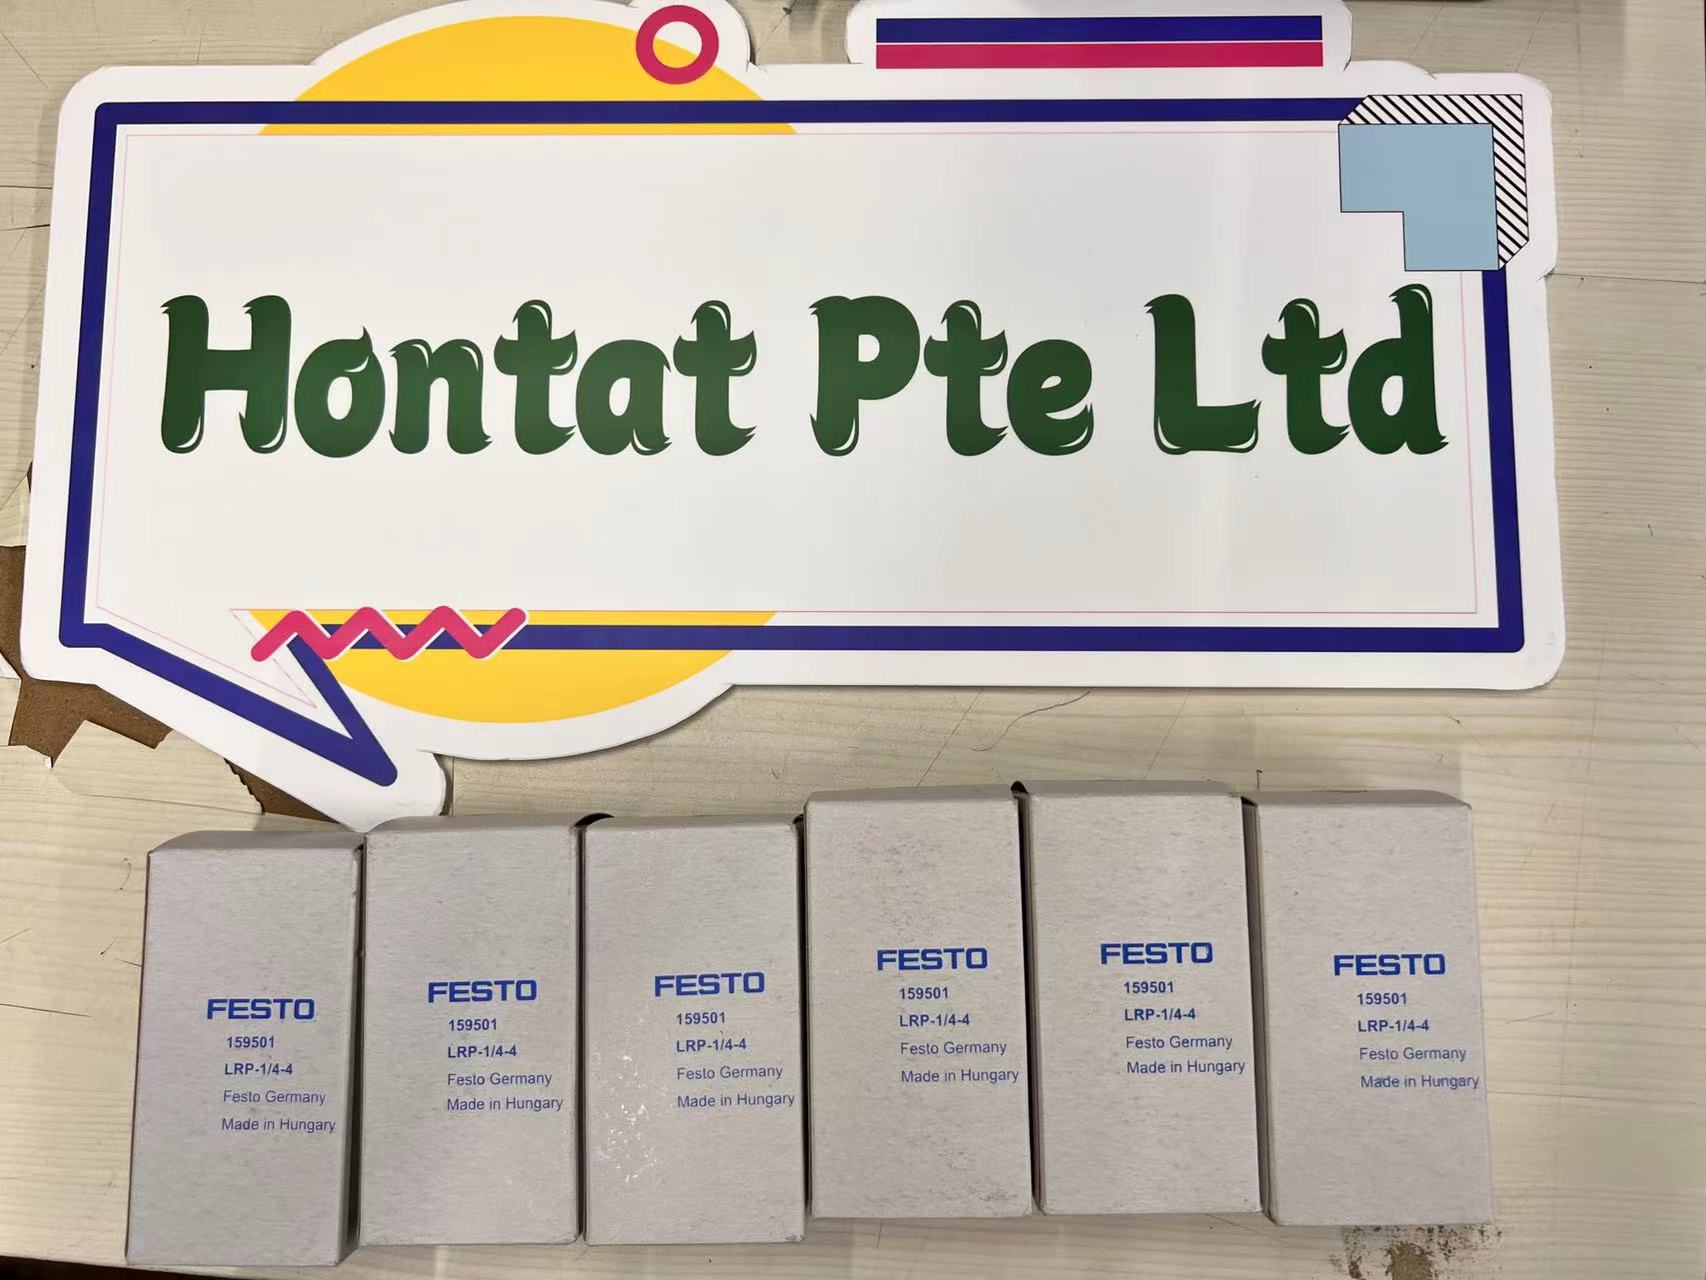 Hontat Pte Ltd
FESTO
159501
LRP-1/4-4
Festo Germany
Made in Hungary
FESTO
159501
LRP-1/4-4
Festo Germany
Made in Hungary
FESTO
159501
LRP-1/4-4
Festo Germany
Made in Hungary
FESTO
159501
LRP-1/4-4
Festo Germany
Made in Hungary
FESTO
159501
LRP-1/4-4
Festo Germany
Made in Hungary
FESTO
159501
LRP-1/4-4
Festo Germany
Made in Hungary